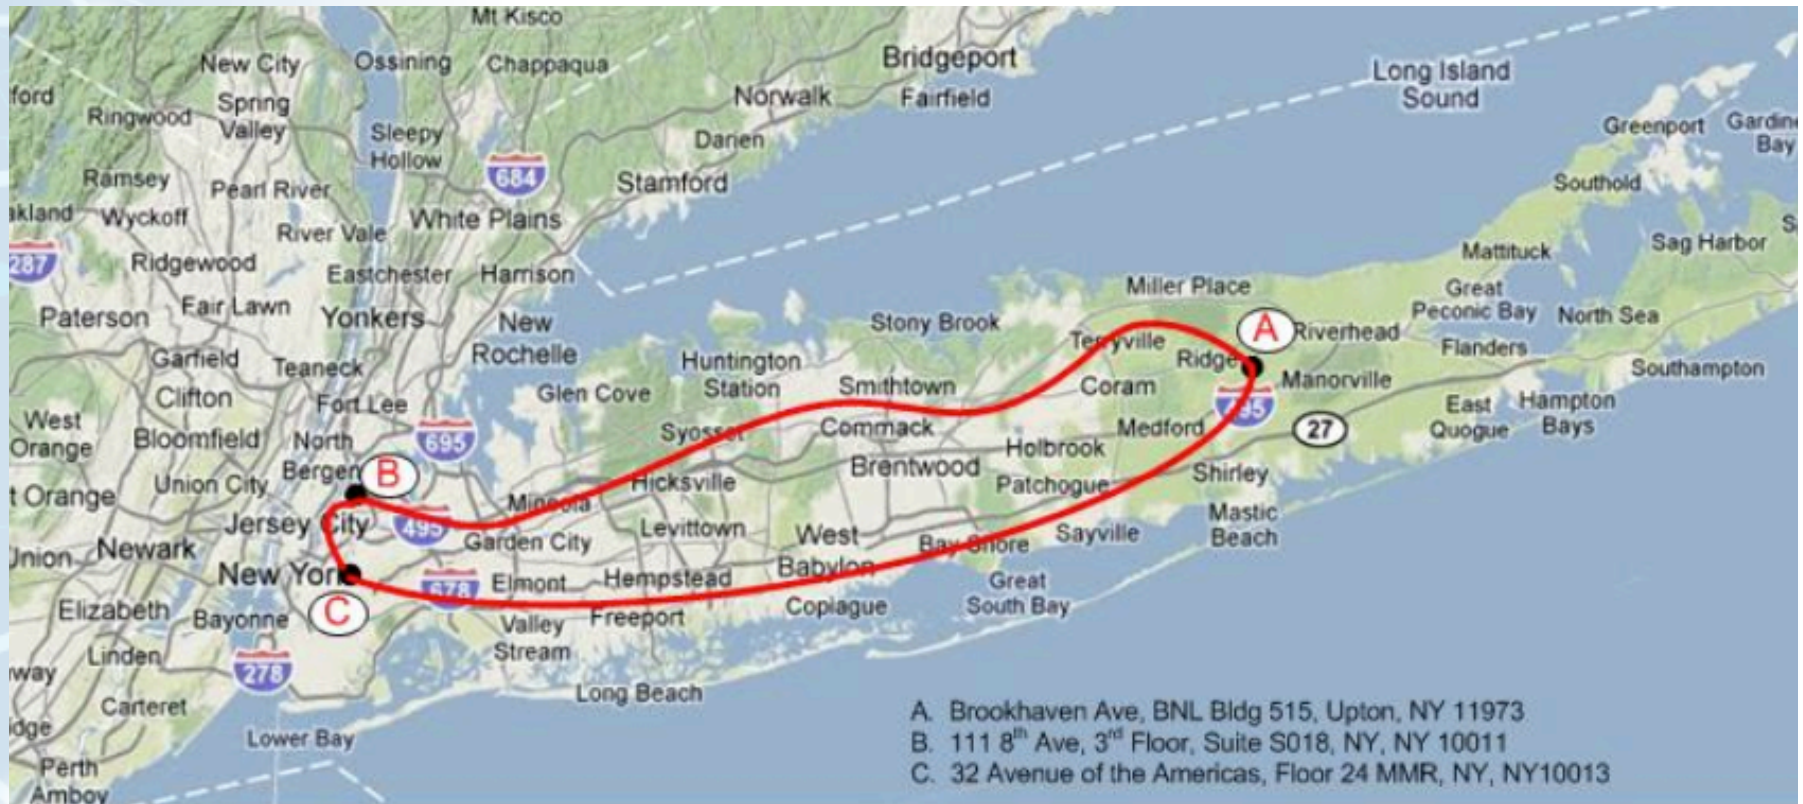 Mt Kisco
New City
Ossining
Chappaqua
Bridgeport
Long Island
Sound
ford
Ringwood
Spring
Valley
Norwalk
Fairfield
Greenport
Gardine
Bay
Sleepy
Hollow
Darien
684
Ramsey
Pearl River
Stamford
Southold
akland
Wyckoff
River Vale
White Plains
Sag Harbor
287
Ridgewood
Eastchester
Harrison
Mattituck
Miller Place
Great
Peconic Bay
Fair Lawn
Paterson
Yonkers
New
Rochelle
Stony Brook
Terryville
A
Riverhead
North Sea
Garfield
Teaneck
Huntington
Station
Ridge
Flanders
Southampton
Clifton
Fort Lee
Glen Cove
Smithtown
Coram
Manorville
495
West
Orange
Bloomfield
North
Bergen
695
Syosset
Commack
Medford
27
East
Quogue
Hampton
Bays
Holbrook
B
Brentwood
Shirley
t Orange
Union City
Mineola
Hicksville
Patchogue
Jersey City
495
Garden City
Levittown
West
Babylon
Bay Shore
Sayville
Mastic
Beach
Union
Newark
New York
678
Elmont
Hempstead
Great
South Bay
Elizabeth
Bayonne
C
Valley
Stream
Freeport
Copiague
Linden
278
way
Long Beach
Carteret
dge
Lower Bay
Perth
Amboy
A. Brookhaven Ave, BNL Bldg 515, Upton, NY 11973
B. 111 8th Ave, 3rd Floor, Suite S018, NY, NY 10011
C. 32 Avenue of the Americas, Floor 24 MMR, NY, NY10013